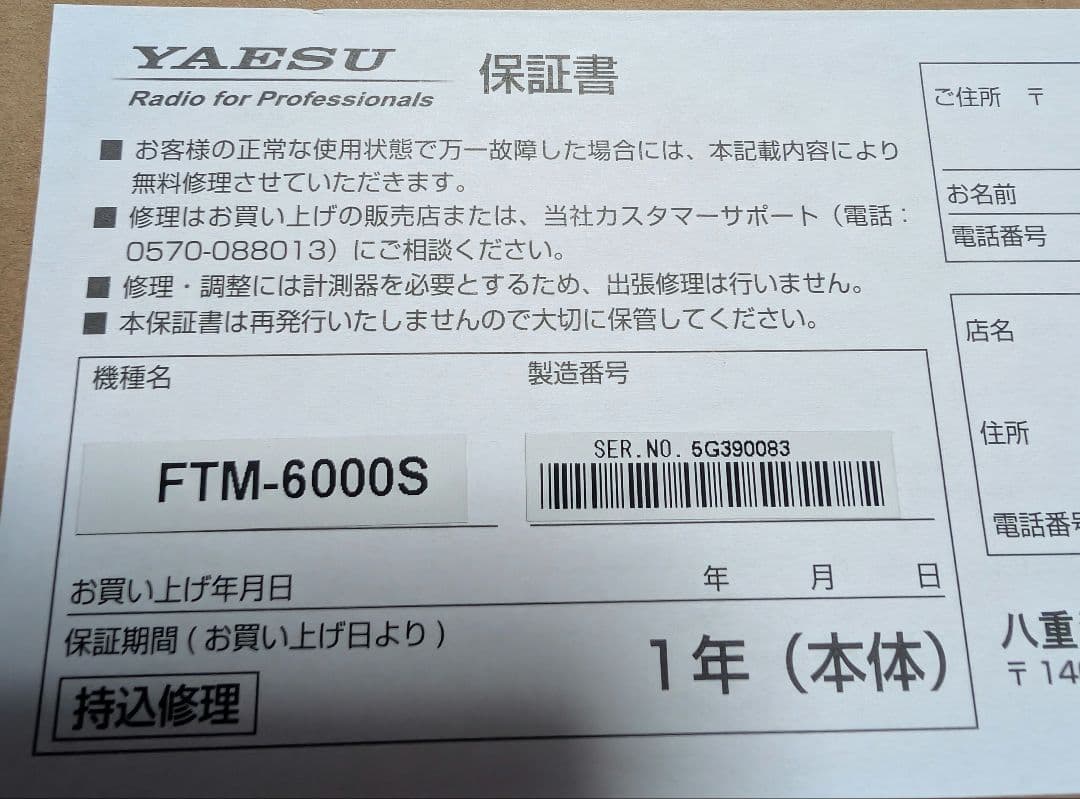 YAESU
Radio for Professionals
保証書
■ お客様の正常な使用状態で万一故障した場合には、本記載内容により
無料修理させていただきます。
■ 修理はお買い上げの販売店または、当社カスタマーサポート（電話：
0570-088013）にご相談ください。
■ 修理・調整には計測器を必要とするため、出張修理は行いません。
■ 本保証書は再発行いたしませんので大切に保管してください。
機種名
製造番号
FTM-6000S
SER.NO. 5G390083
お買い上げ年月日 年 月 日
保証期間(お買い上げ日より)
1年（本体）
持込修理
ご住所 〒
お名前
電話番号
店名
住所
電話番
八重
〒14